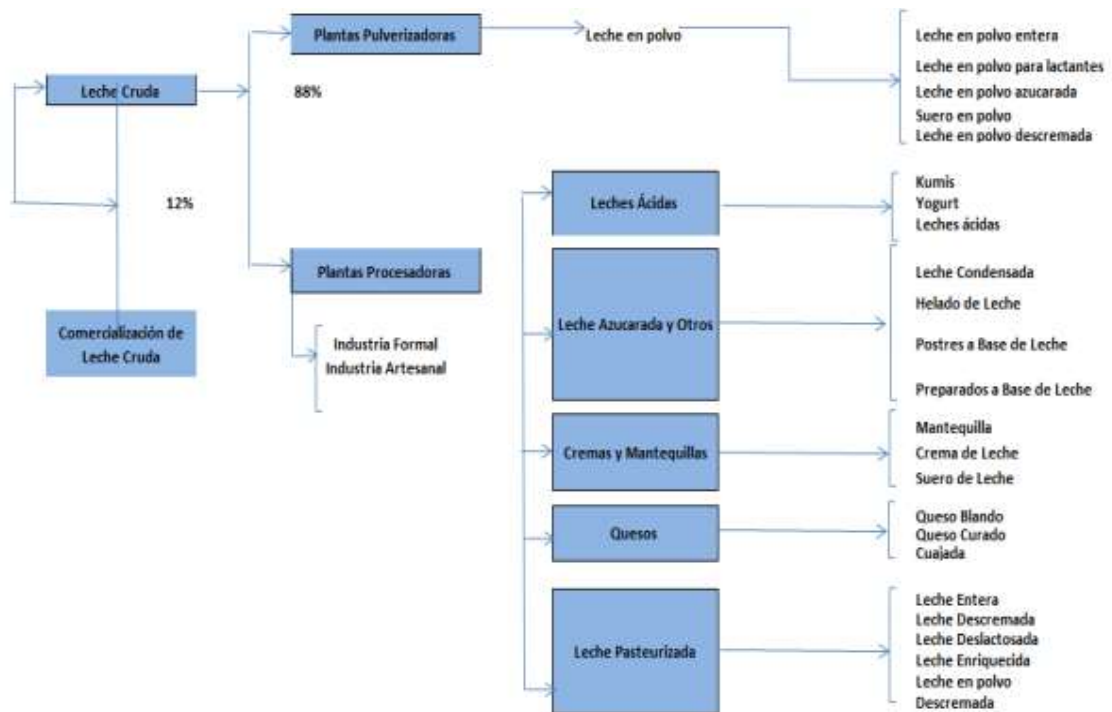 Plantas Pulverizadoras
Leche en polvo
Leche en polvo entera
Leche en polvo para lactantes
Leche en polvo azucarada
Suero en polvo
Leche en polvo descremada
Leche Cruda
88%
12%
Leches Ácidas
Kumis
Yogurt
Leches ácidas
Plantas Procesadoras
Industria Formal
Industria Artesanal
Comercialización de
Leche Cruda
Leche Azucarada y Otros
Leche Condensada
Helado de Leche
Postres a Base de Leche
Preparados a Base de Leche
Cremas y Mantequillas
Mantequilla
Crema de Leche
Suero de Leche
Quesos
Queso Blando
Queso Curado
Cuajada
Leche Pasteurizada
Leche Entera
Leche Descremada
Leche Deslactosada
Leche Enriquecida
Leche en polvo
Descremada